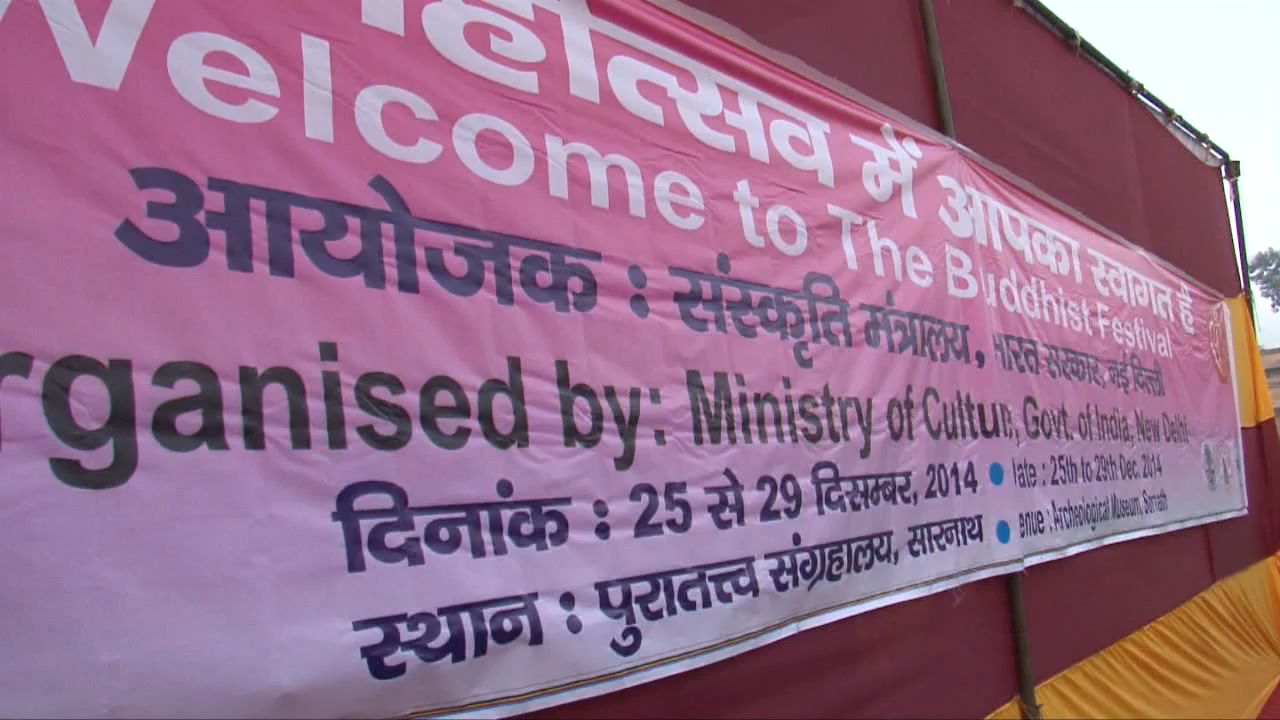 होत्सव में आपका स्वागत है
Welcome to The Buddhist Festival
आयोजक : संस्कृति मंत्रालय, भारत सरकार, नई दिल्ली
rganised by: Ministry of Cultur, Govt. of India, New Delhi
दिनांक : 25 से 29 दिसम्बर, 2014 ● ate : 25th to 29th Dec. 2014
स्थान : पुरातत्त्व संग्रहालय, सारनाथ ● enue : Archeological Museum, Sarnath